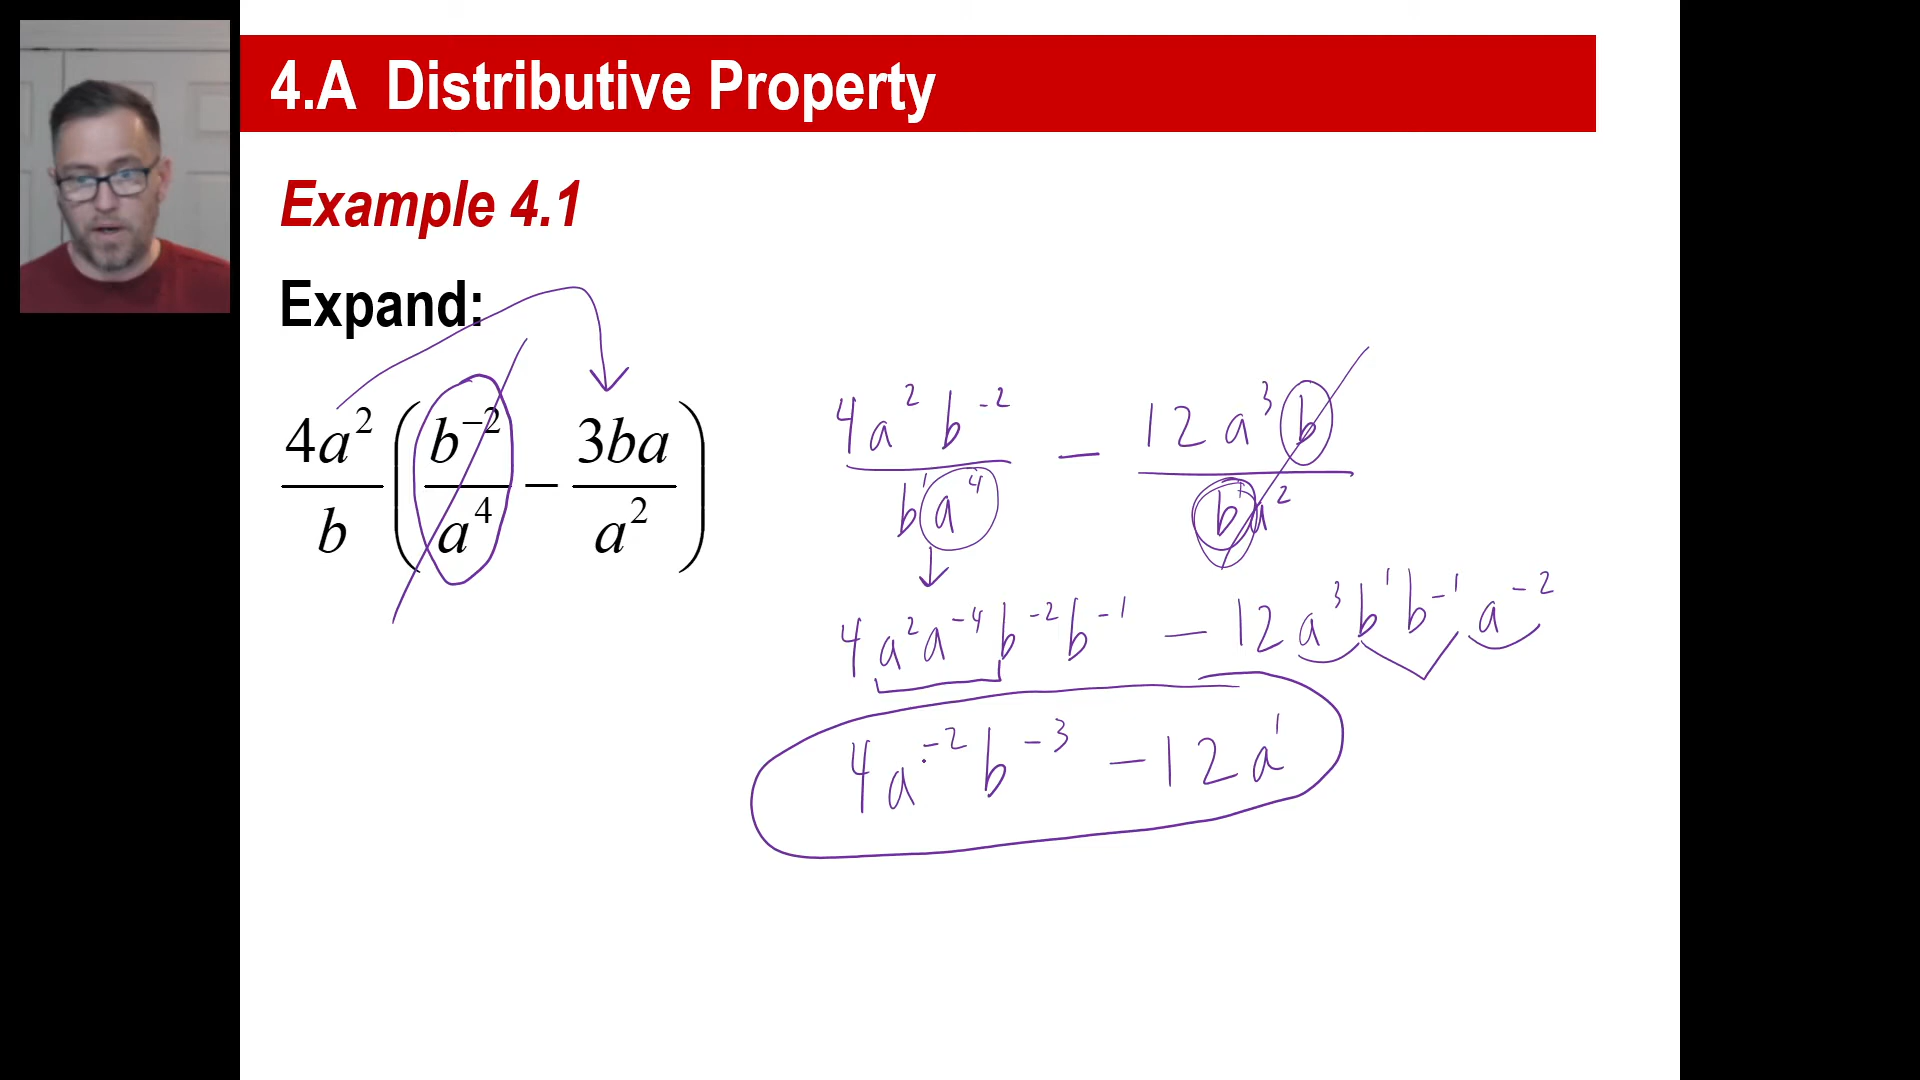 4.A Distributive Property
Example 4.1
Expand:
4a²/b (b⁻²/a⁴ − 3ba/a²)
4a²b⁻²/b¹a⁴ − 12a³b/b¹a²
4a²a⁻⁴b⁻²b⁻¹ − 12a³b¹b⁻¹a⁻²
4a⁻²b⁻³ − 12a¹